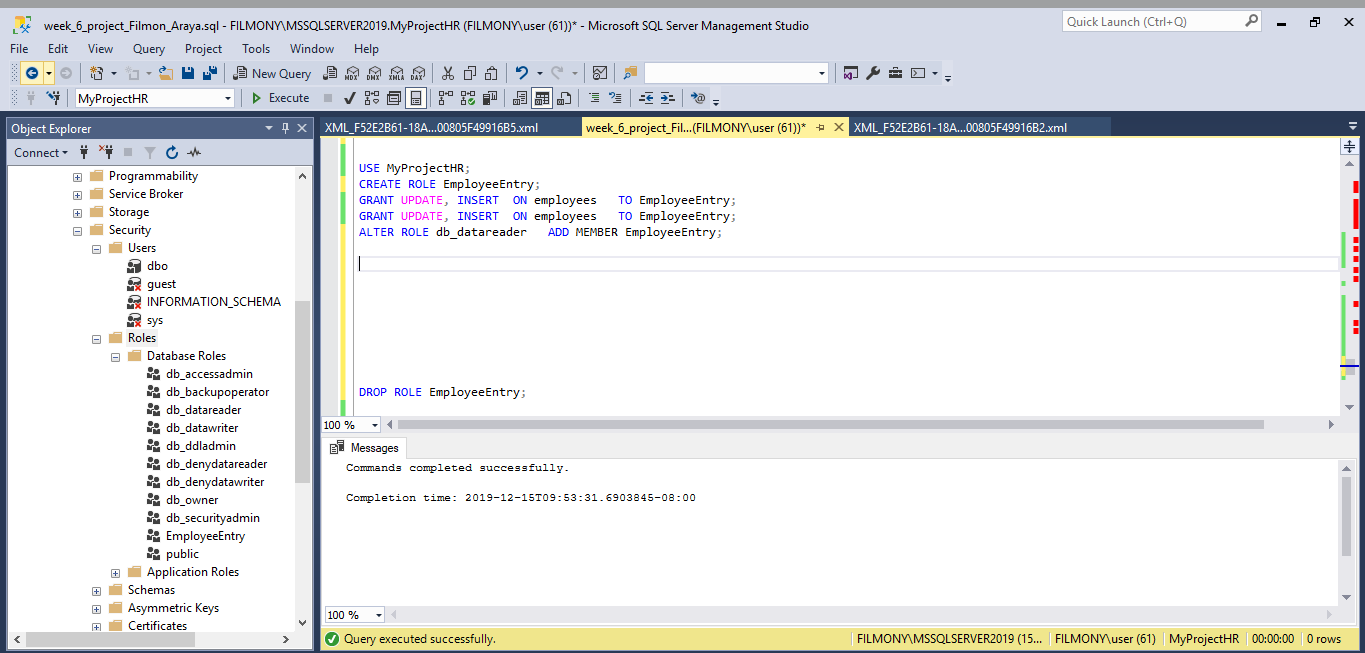 week_6_project_Filmon_Araya.sql - FILMONY\MSSQLSERVER2019.MyProjectHR (FILMONY\user (61))* - Microsoft SQL Server Management Studio
Quick Launch (Ctrl+Q)
File Edit View Query Project Tools Window Help
New Query
MDX DMX XMLA DAX
MyProjectHR
Execute
Object Explorer
XML_F52E2B61-18A...00805F49916B5.xml
week_6_project_Fil...(FILMONY\user (61))*
XML_F52E2B61-18A...00805F49916B2.xml
Connect
Programmability
Service Broker
Storage
Security
Users
dbo
guest
INFORMATION_SCHEMA
sys
Roles
Database Roles
db_accessadmin
db_backupoperator
db_datareader
db_datawriter
db_ddladmin
db_denydatareader
db_denydatawriter
db_owner
db_securityadmin
EmployeeEntry
public
Application Roles
Schemas
Asymmetric Keys
Certificates
USE MyProjectHR;
CREATE ROLE EmployeeEntry;
GRANT UPDATE, INSERT ON employees TO EmployeeEntry;
GRANT UPDATE, INSERT ON employees TO EmployeeEntry;
ALTER ROLE db_datareader ADD MEMBER EmployeeEntry;
DROP ROLE EmployeeEntry;
100 %
Messages
Commands completed successfully.
Completion time: 2019-12-15T09:53:31.6903845-08:00
100 %
Query executed successfully.
FILMONY\MSSQLSERVER2019 (15...
FILMONY\user (61)
MyProjectHR
00:00:00
0 rows